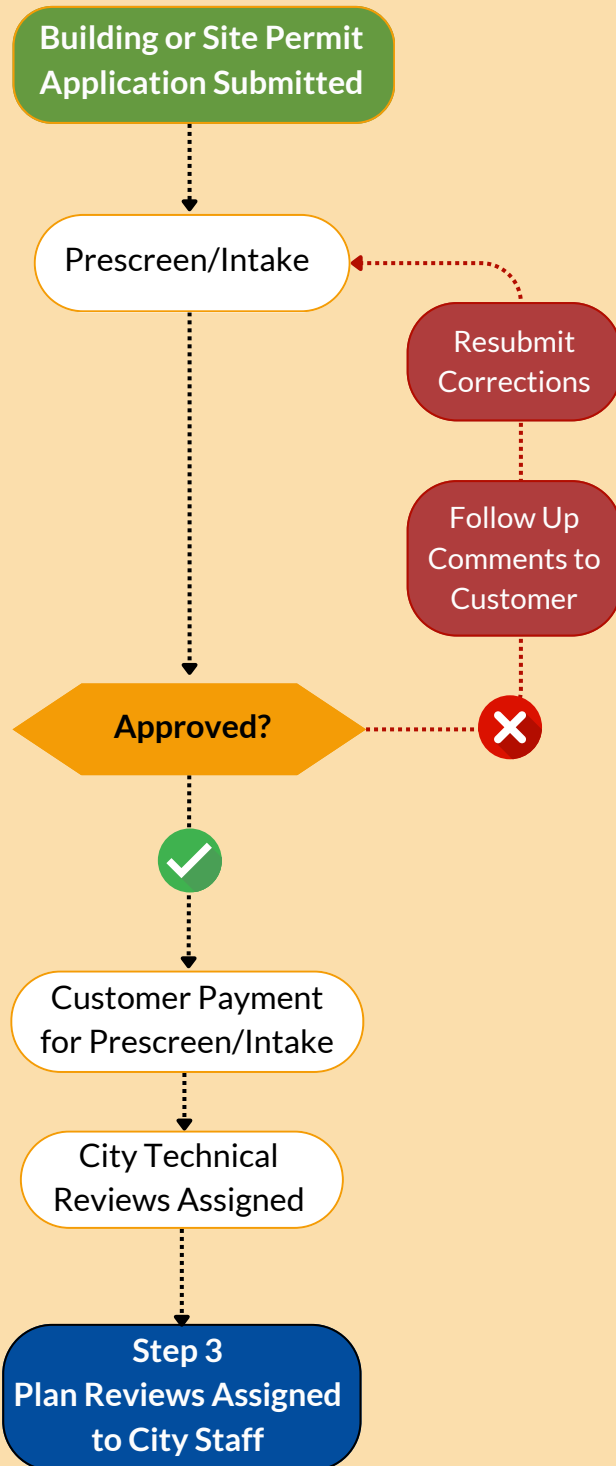 Building or Site Permit
Application Submitted
Prescreen/Intake
Resubmit
Corrections
Follow Up
Comments to
Customer
Approved?
Customer Payment
for Prescreen/Intake
City Technical
Reviews Assigned
Step 3
Plan Reviews Assigned
to City Staff